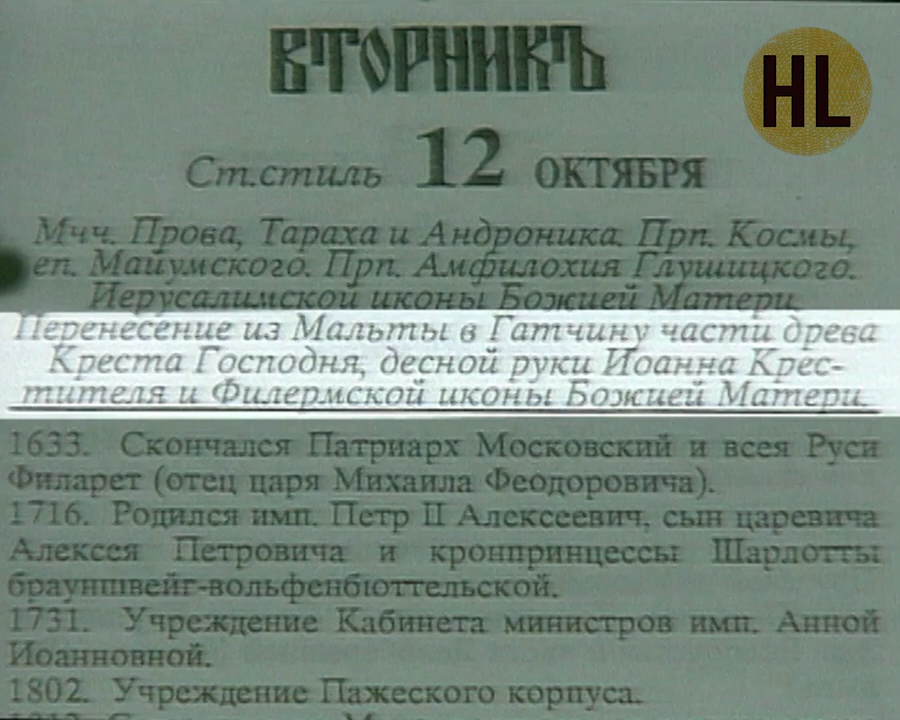 ВТОРНИКЪ
HL
Ст.стиль 12 ОКТЯБРЯ
Мчч. Прова, Тараха и Андроника. Прп. Космы,
еп. Майумского. Прп. Амфилохия Глушицкого.
Иерусалимской иконы Божией Матери.
Перенесение из Мальты в Гатчину части древа
Креста Господня, десной руки Иоанна Крес-
тителя и Филермской иконы Божией Матери.
1633. Скончался Патриарх Московский и всея Руси
Филарет (отец царя Михаила Феодоровича).
1716. Родился имп. Петр II Алексеевич, сын царевича
Алексея Петровича и кронпринцессы Шарлотты
брауншвейг-вольфенбюттельской.
1731. Учреждение Кабинета министров имп. Анной
Иоанновной.
1802. Учреждение Пажеского корпуса.